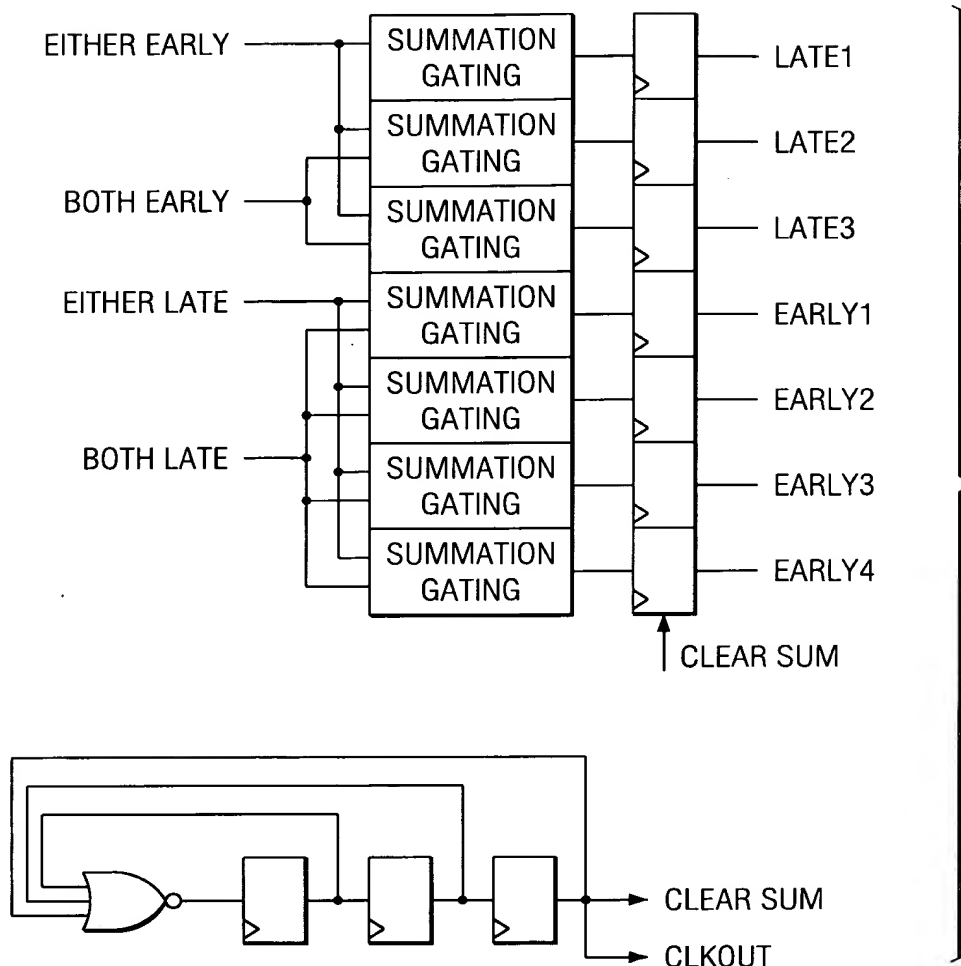 EITHER EARLY
BOTH EARLY
EITHER LATE
BOTH LATE
SUMMATION
GATING
SUMMATION
GATING
SUMMATION
GATING
SUMMATION
GATING
SUMMATION
GATING
SUMMATION
GATING
SUMMATION
GATING
LATE1
LATE2
LATE3
EARLY1
EARLY2
EARLY3
EARLY4
CLEAR SUM
CLEAR SUM
CLKOUT